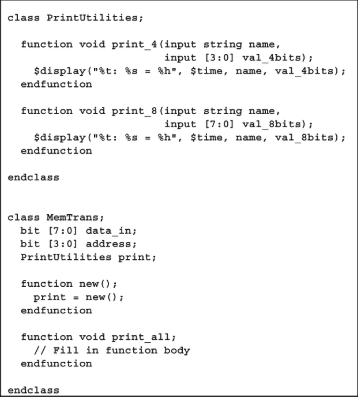 class PrintUtilities;
function void print_4(input string name,
input [3:0] val_4bits);
$display("%t: %s = %h", $time, name, val_4bits);
endfunction
function void print_8(input string name,
input [7:0] val_8bits);
$display("%t: %s = %h", $time, name, val_8bits);
endfunction
endclass
class MemTrans;
bit [7:0] data_in;
bit [3:0] address;
PrintUtilities print;
function new();
print = new();
endfunction
function void print_all;
// Fill in function body
endfunction
endclass